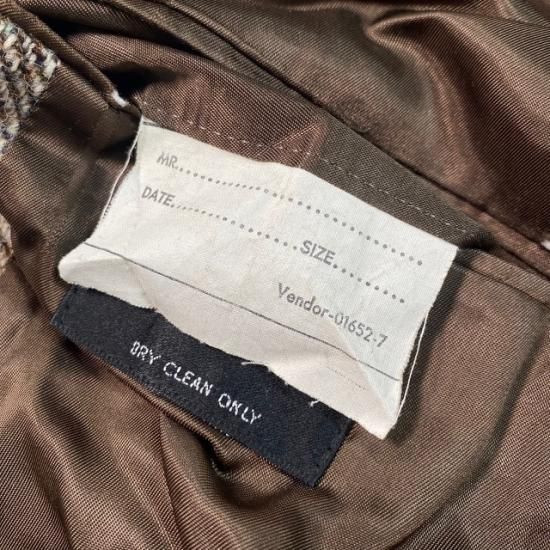 MR..............................
DATE....................SIZE............
Vendor-01652-7
DRY CLEAN ONLY